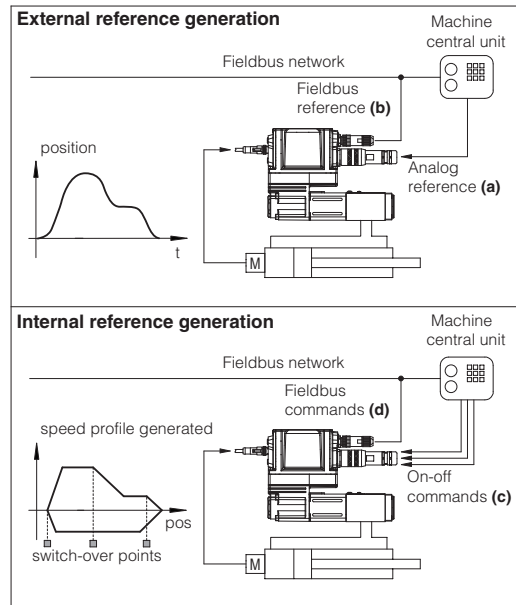 External reference generation
Machine
central unit
Fieldbus network
Fieldbus
reference (b)
position
Analog
reference (a)
t
M
Internal reference generation
Machine
central unit
Fieldbus network
Fieldbus
commands (d)
speed profile generated
On-off
commands (c)
pos
switch-over points
M